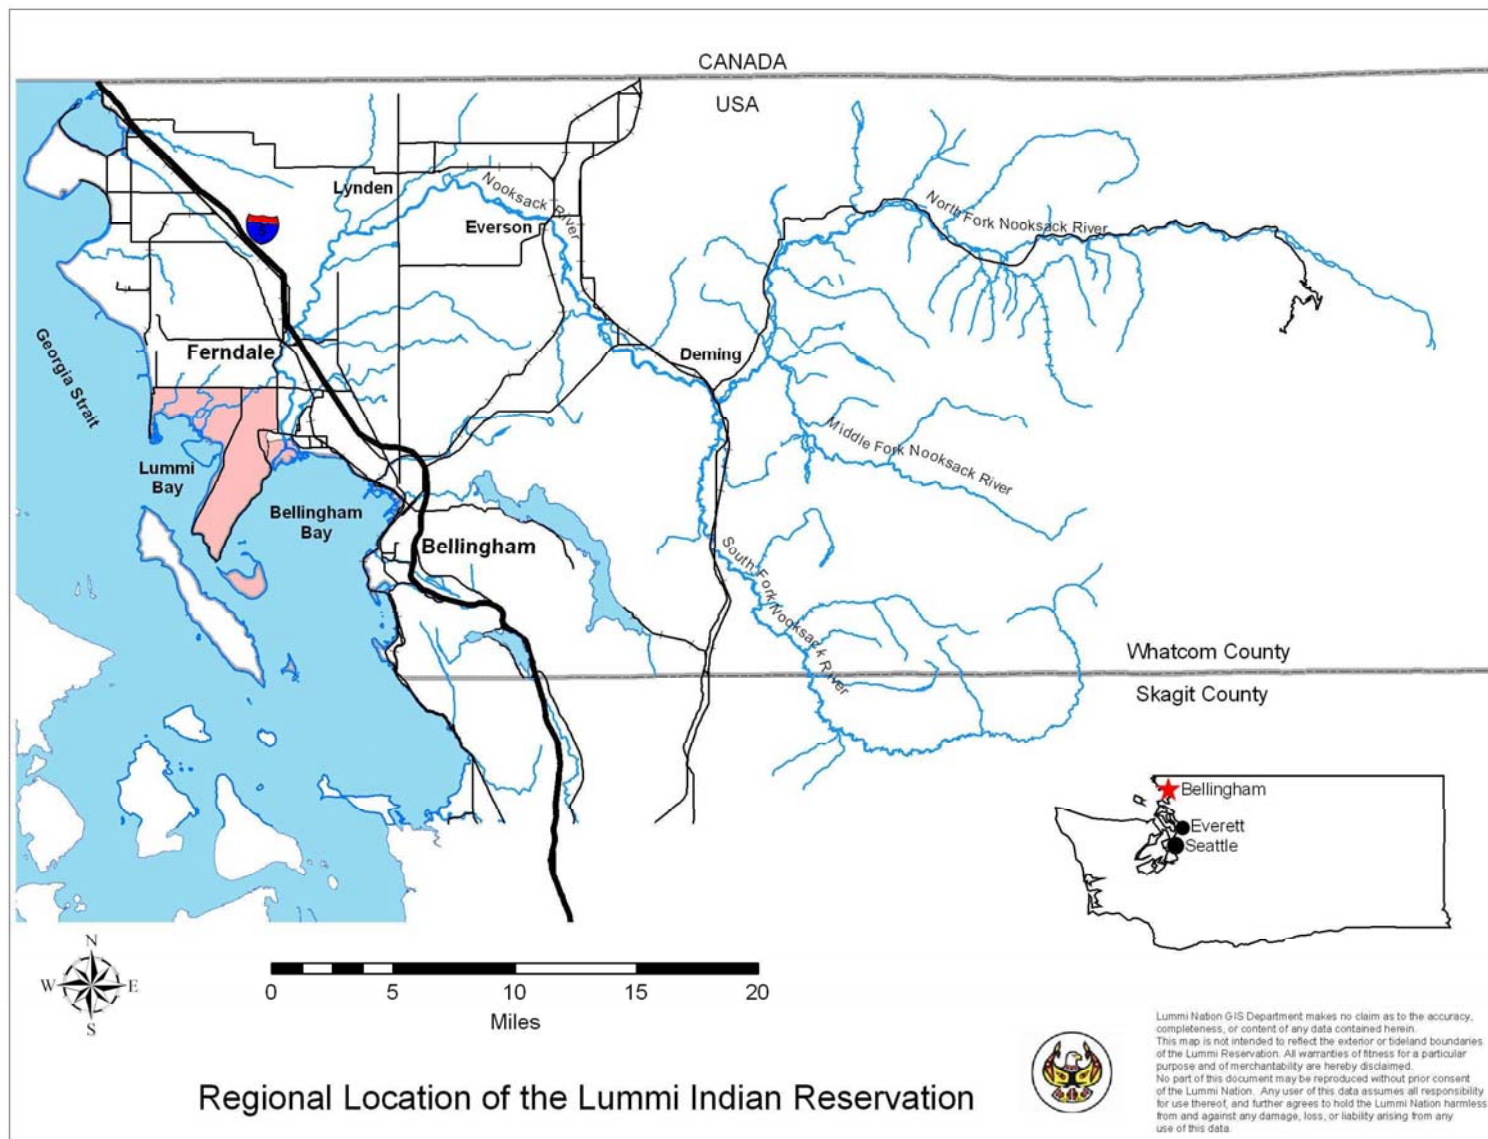 CANADA
USA
Lynden
Nooksack River
Everson
North Fork Nooksack River
5
Georgia Strait
Ferndale
Deming
Middle Fork Nooksack River
Lummi
Bay
Bellingham
Bay
Bellingham
South Fork Nooksack River
Whatcom County
Skagit County
Bellingham
Everett
Seattle
N
W
E
S
0
5
10
15
20
Miles
Lummi Nation GIS Department makes no claim as to the accuracy,
completeness, or content of any data contained herein.
This map is not intended to reflect the exterior or tideland boundaries
of the Lummi Reservation. All warranties of fitness for a particular
purpose and of merchantability are hereby disclaimed.
No part of this document may be reproduced without prior consent
of the Lummi Nation. Any user of this data assumes all responsibility
for use thereof, and further agrees to hold the Lummi Nation harmless
from and against any damage, loss, or liability arising from any
use of this data.
Regional Location of the Lummi Indian Reservation